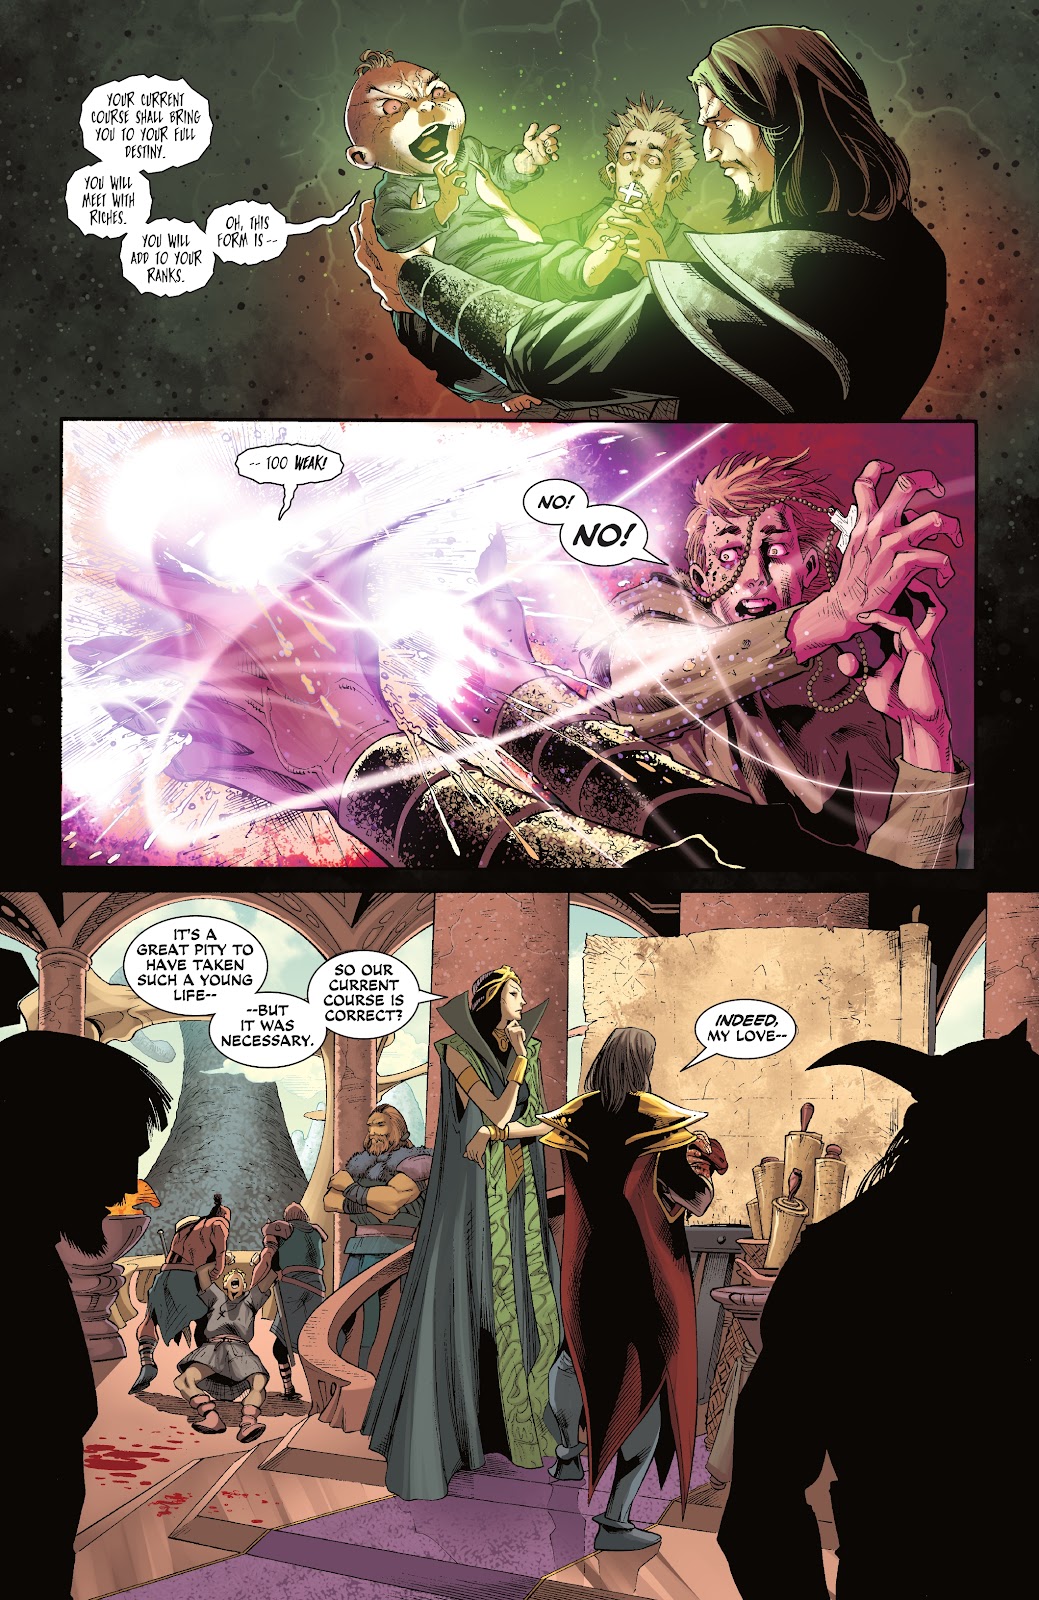 YOUR CURRENT
COURSE SHALL BRING
YOU TO YOUR FULL
DESTINY.
YOU WILL
MEET WITH
RICHES.
YOU WILL
ADD TO YOUR
RANKS.
OH, THIS
FORM IS --
-- TOO WEAK!
NO!
NO!
IT'S A
GREAT PITY TO
HAVE TAKEN
SUCH A YOUNG
LIFE--
--BUT
IT WAS
NECESSARY.
SO OUR
CURRENT
COURSE IS
CORRECT?
INDEED,
MY LOVE--